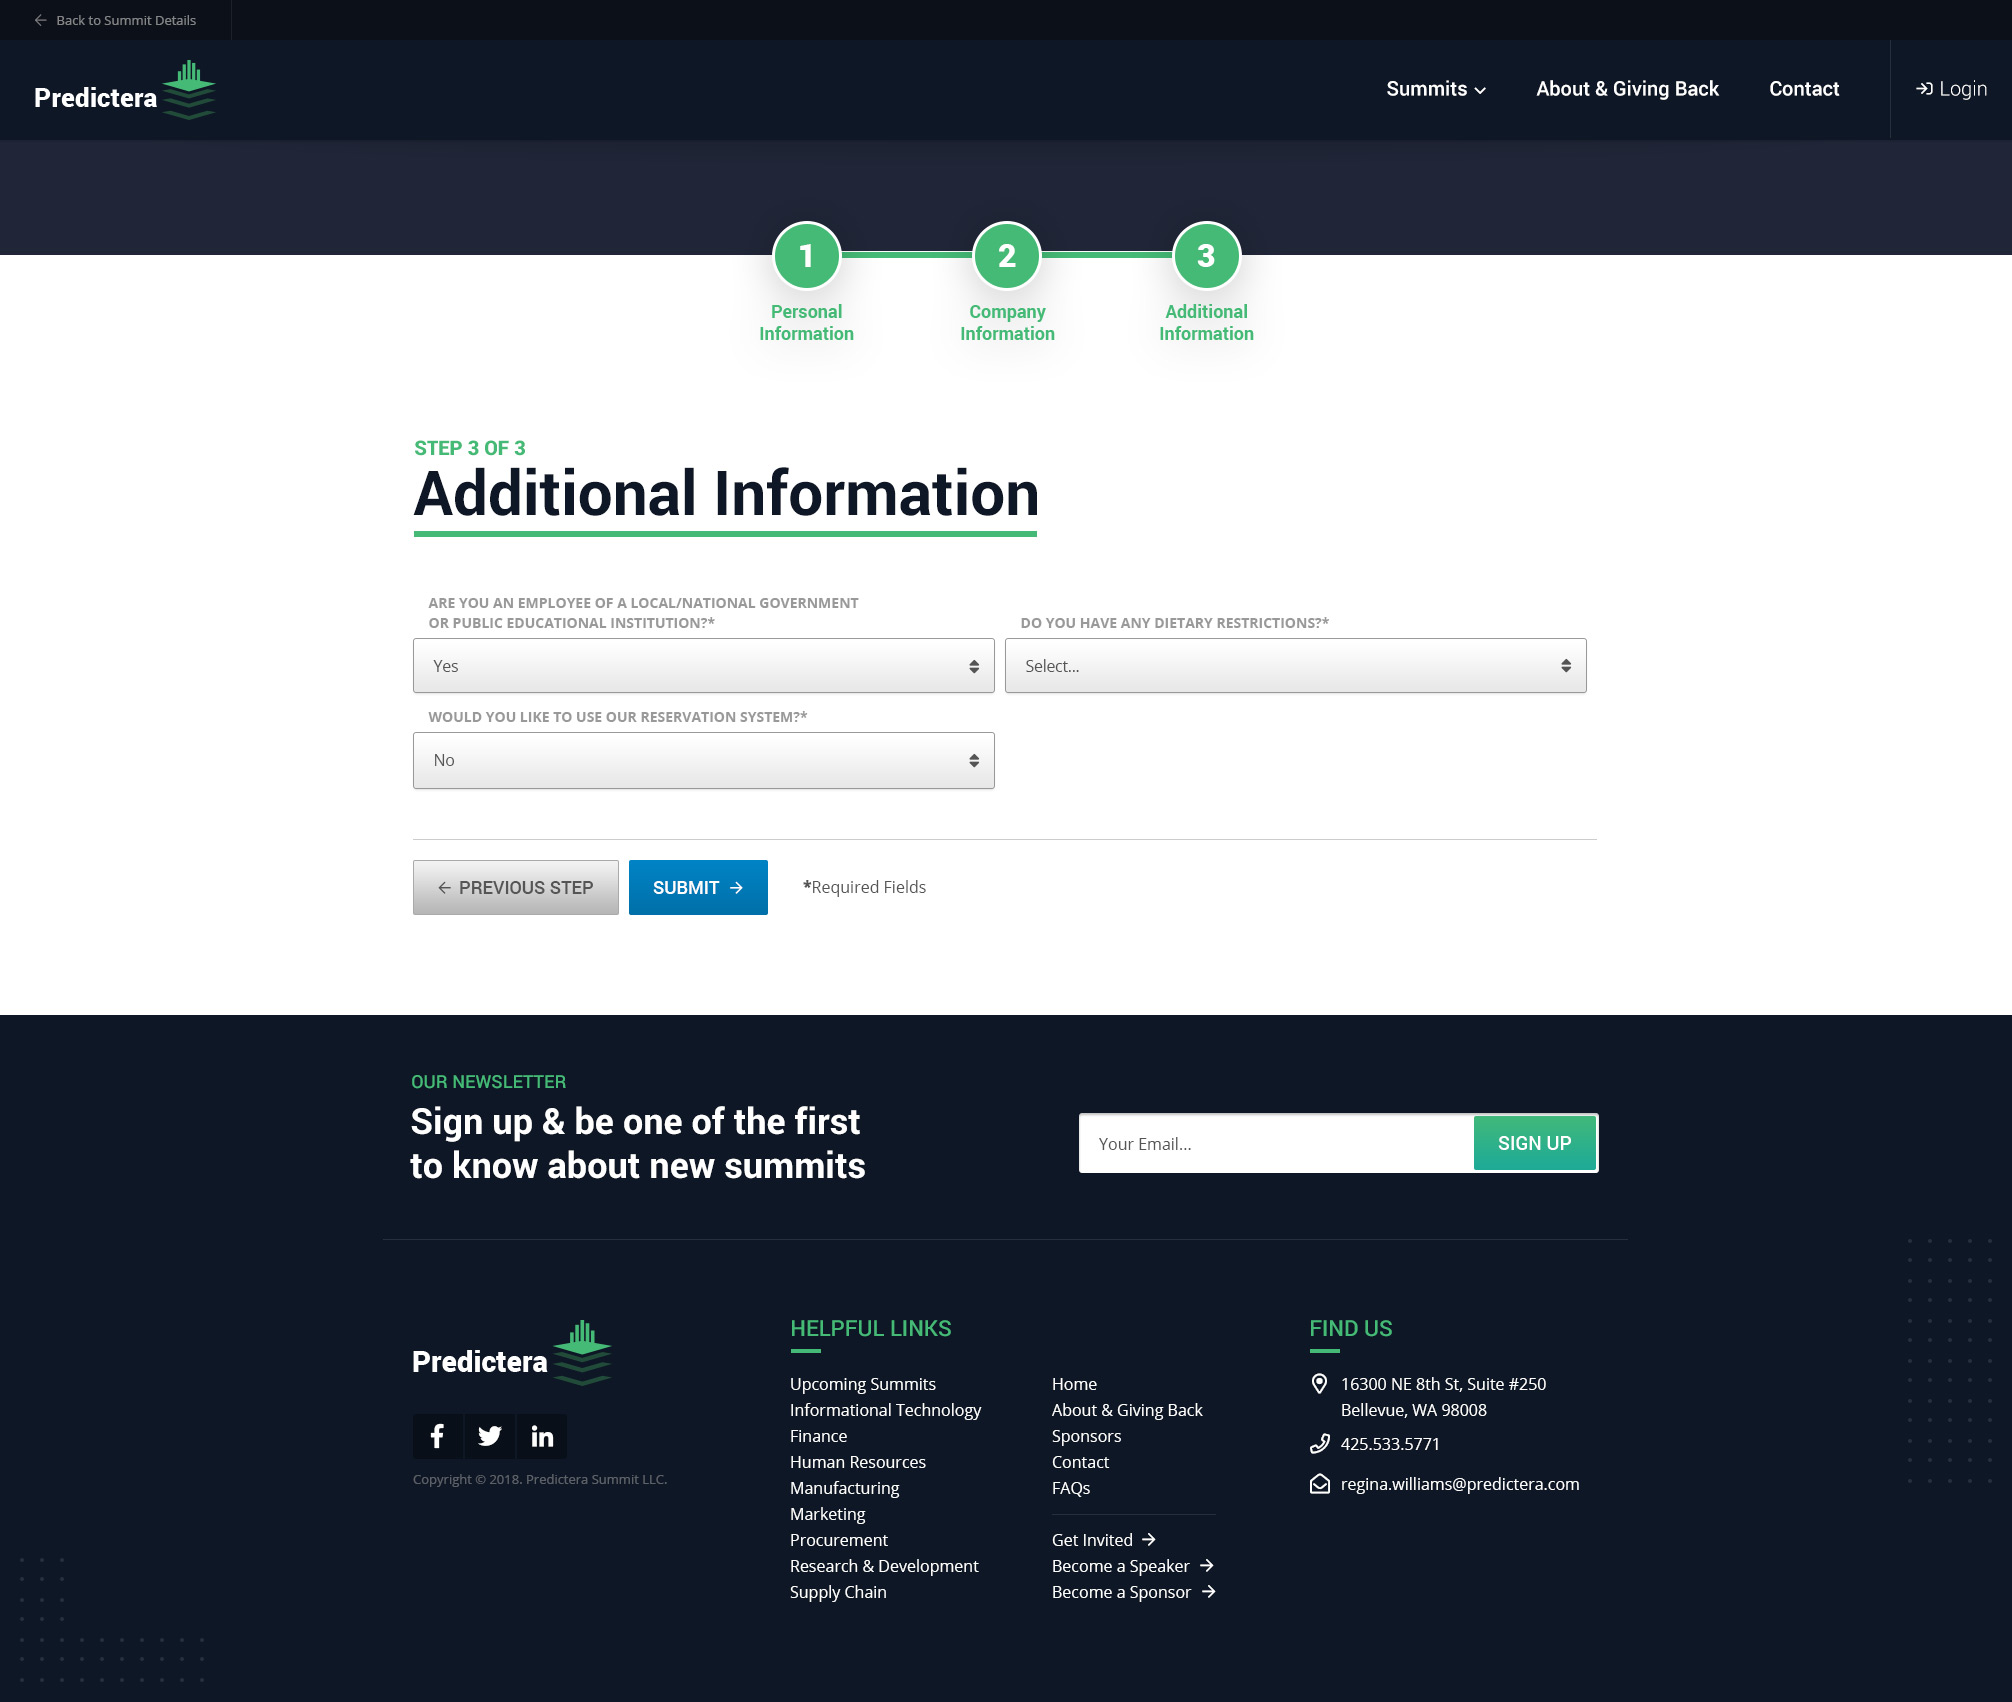 Back to Summit Details
Predictera
Summits
About & Giving Back
Contact
Login
1
2
3
Personal
Information
Company
Information
Additional
Information
STEP 3 OF 3
Additional Information
ARE YOU AN EMPLOYEE OF A LOCAL/NATIONAL GOVERNMENT
OR PUBLIC EDUCATIONAL INSTITUTION?*
Yes
DO YOU HAVE ANY DIETARY RESTRICTIONS?*
Select...
WOULD YOU LIKE TO USE OUR RESERVATION SYSTEM?*
No
PREVIOUS STEP
SUBMIT
*Required Fields
OUR NEWSLETTER
Sign up & be one of the first
to know about new summits
Your Email...
SIGN UP
Predictera
Copyright © 2018. Predictera Summit LLC.
HELPFUL LINKS
Upcoming Summits
Informational Technology
Finance
Human Resources
Manufacturing
Marketing
Procurement
Research & Development
Supply Chain
Home
About & Giving Back
Sponsors
Contact
FAQs
Get Invited
Become a Speaker
Become a Sponsor
FIND US
16300 NE 8th St, Suite #250
Bellevue, WA 98008
425.533.5771
regina.williams@predictera.com